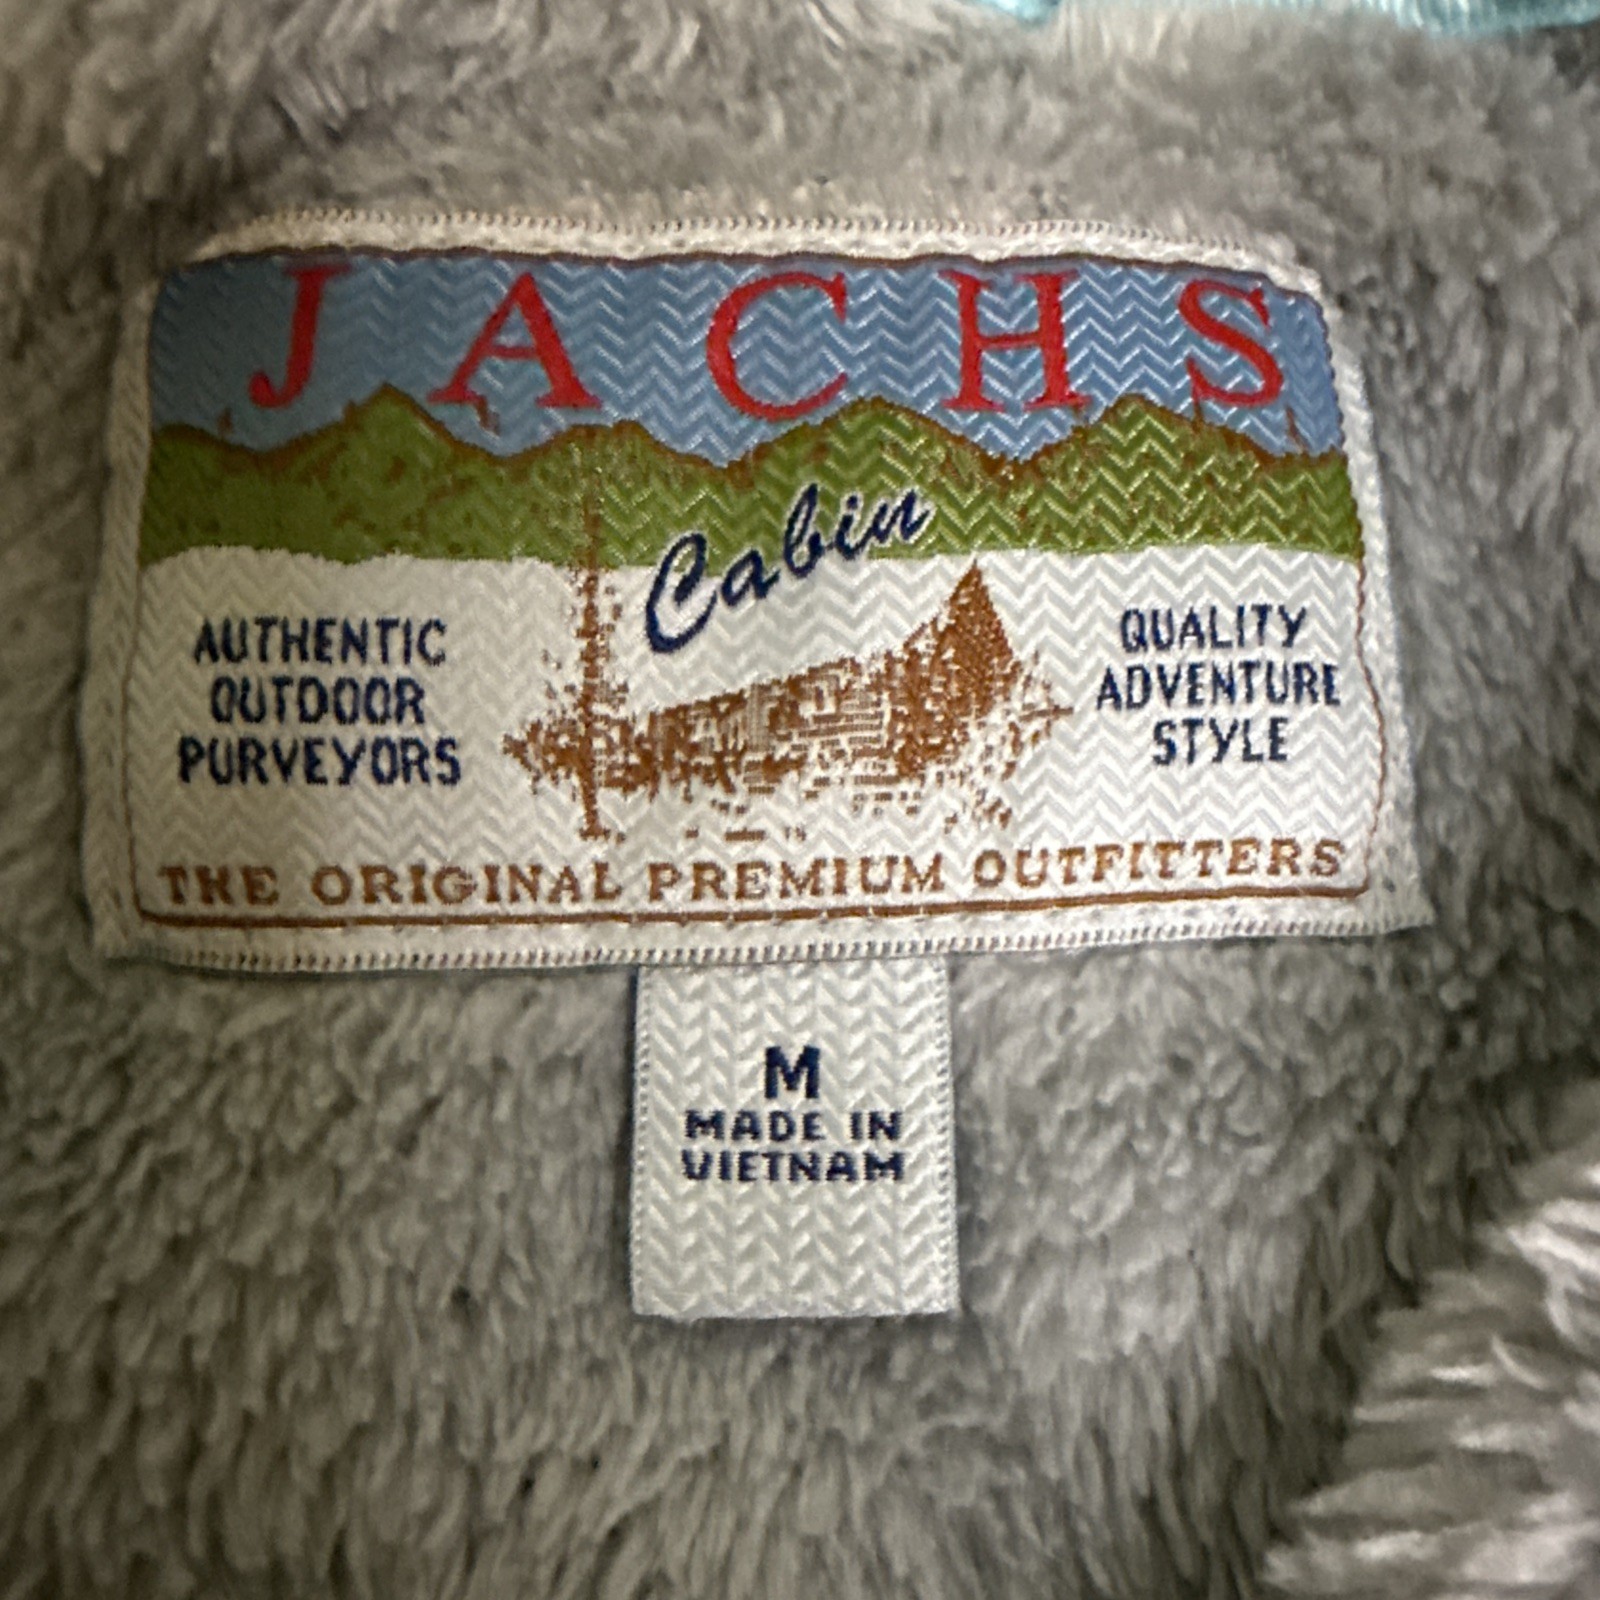 JACHS
Cabin
AUTHENTIC
OUTDOOR
PURVEYORS
QUALITY
ADVENTURE
STYLE
THE ORIGINAL PREMIUM OUTFITTERS
M
MADE IN
VIETNAM